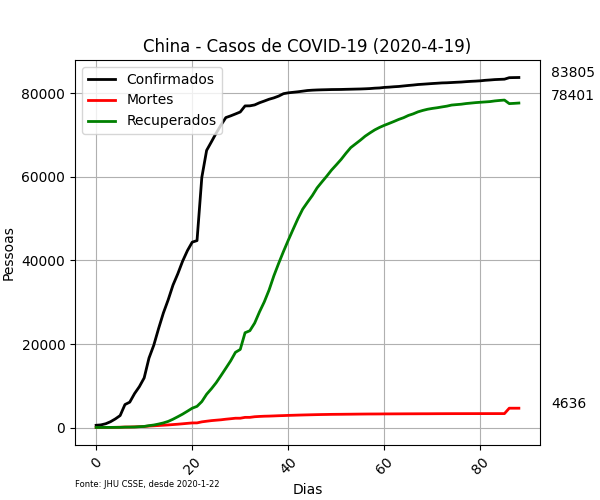 China - Casos de COVID-19 (2020-4-19)
Confirmados
Mortes
Recuperados
83805
78401
4636
80000
60000
40000
20000
0
Pessoas
0
20
40
60
80
Dias
Fonte: JHU CSSE, desde 2020-1-22